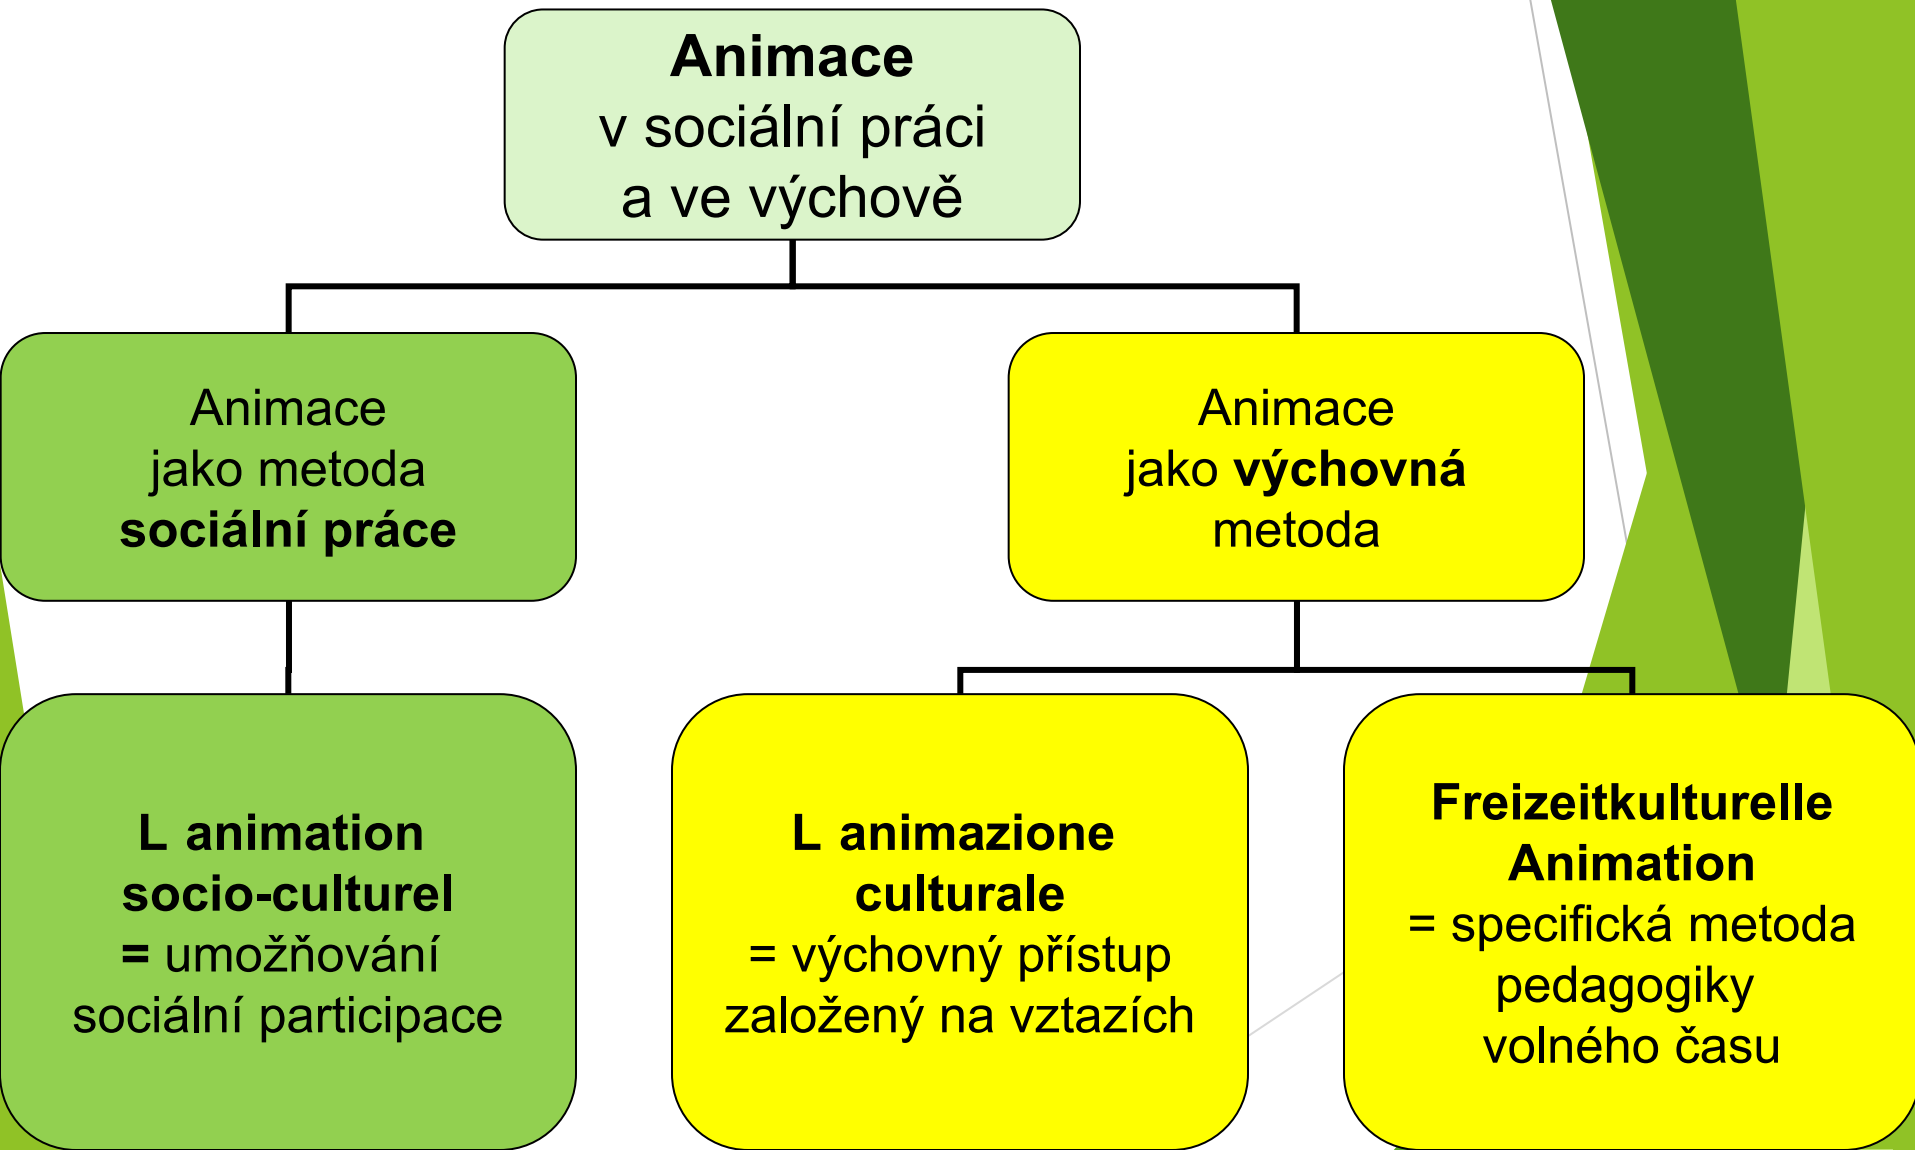 Animace
v sociální práci
a ve výchově
Animace
jako metoda
sociální práce
Animace
jako výchovná
metoda
L animation
socio-culturel
= umožňování
sociální participace
L animazione
culturale
= výchovný přístup
založený na vztazích
Freizeitkulturelle
Animation
= specifická metoda
pedagogiky
volného času